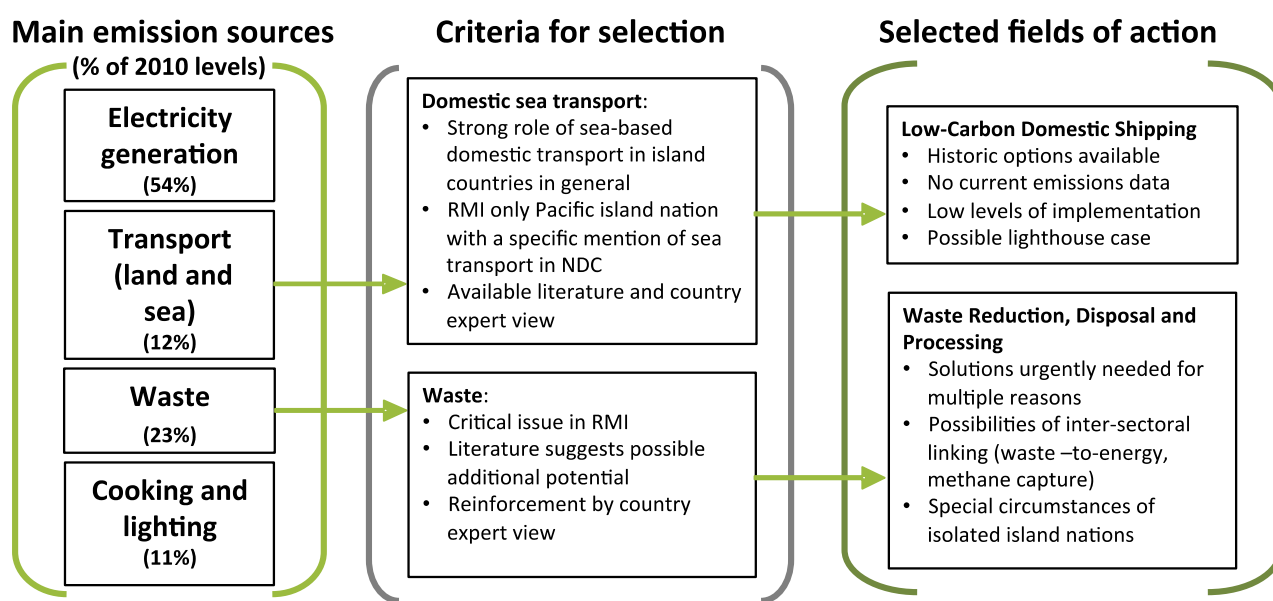 Main emission sources
(% of 2010 levels)
Electricity
generation
(54%)
Transport
(land and
sea)
(12%)
Waste
(23%)
Cooking and
lighting
(11%)
Criteria for selection
Domestic sea transport:
• Strong role of sea-based
domestic transport in island
countries in general
• RMI only Pacific island nation
with a specific mention of sea
transport in NDC
• Available literature and country
expert view
Waste:
• Critical issue in RMI
• Literature suggests possible
additional potential
• Reinforcement by country
expert view
Selected fields of action
Low-Carbon Domestic Shipping
• Historic options available
• No current emissions data
• Low levels of implementation
• Possible lighthouse case
Waste Reduction, Disposal and
Processing
• Solutions urgently needed for
multiple reasons
• Possibilities of inter-sectoral
linking (waste –to-energy,
methane capture)
• Special circumstances of
isolated island nations